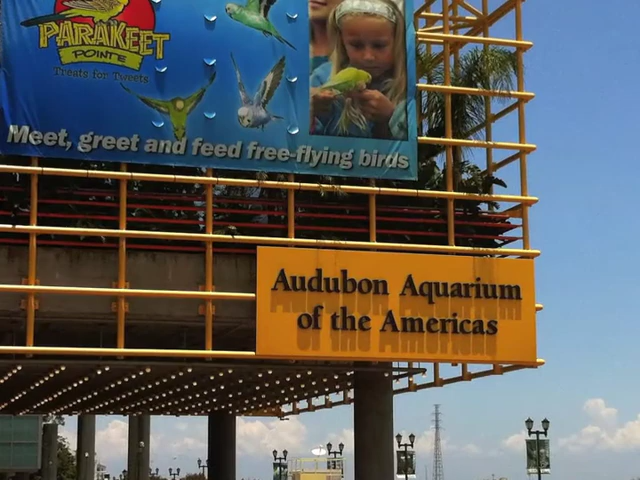 PARAKEET
POINTE
Treats for Tweets
Meet, greet and feed free-flying birds
Audubon Aquarium
of the Americas